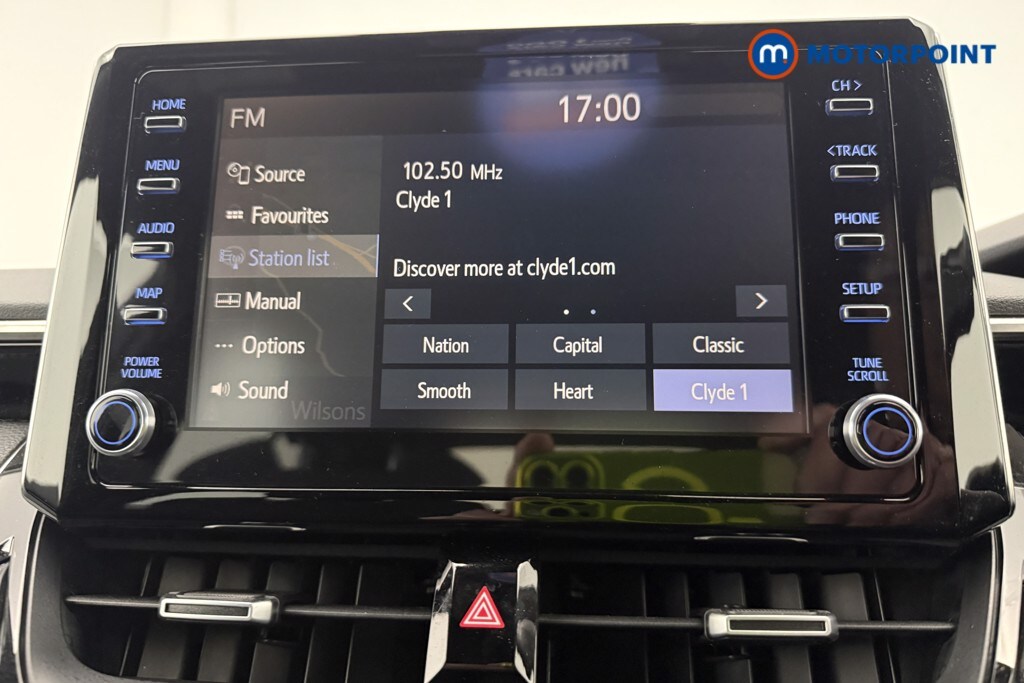 m MOTORPOINT
HOME
MENU
AUDIO
MAP
POWER
VOLUME
FM
17:00
Source
Favourites
Station list
Manual
Options
Sound
Wilsons
102.50 MHz
Clyde 1
Discover more at clyde1.com
< >
Nation Capital Classic
Smooth Heart Clyde 1
CH >
<TRACK
PHONE
SETUP
TUNE
SCROLL